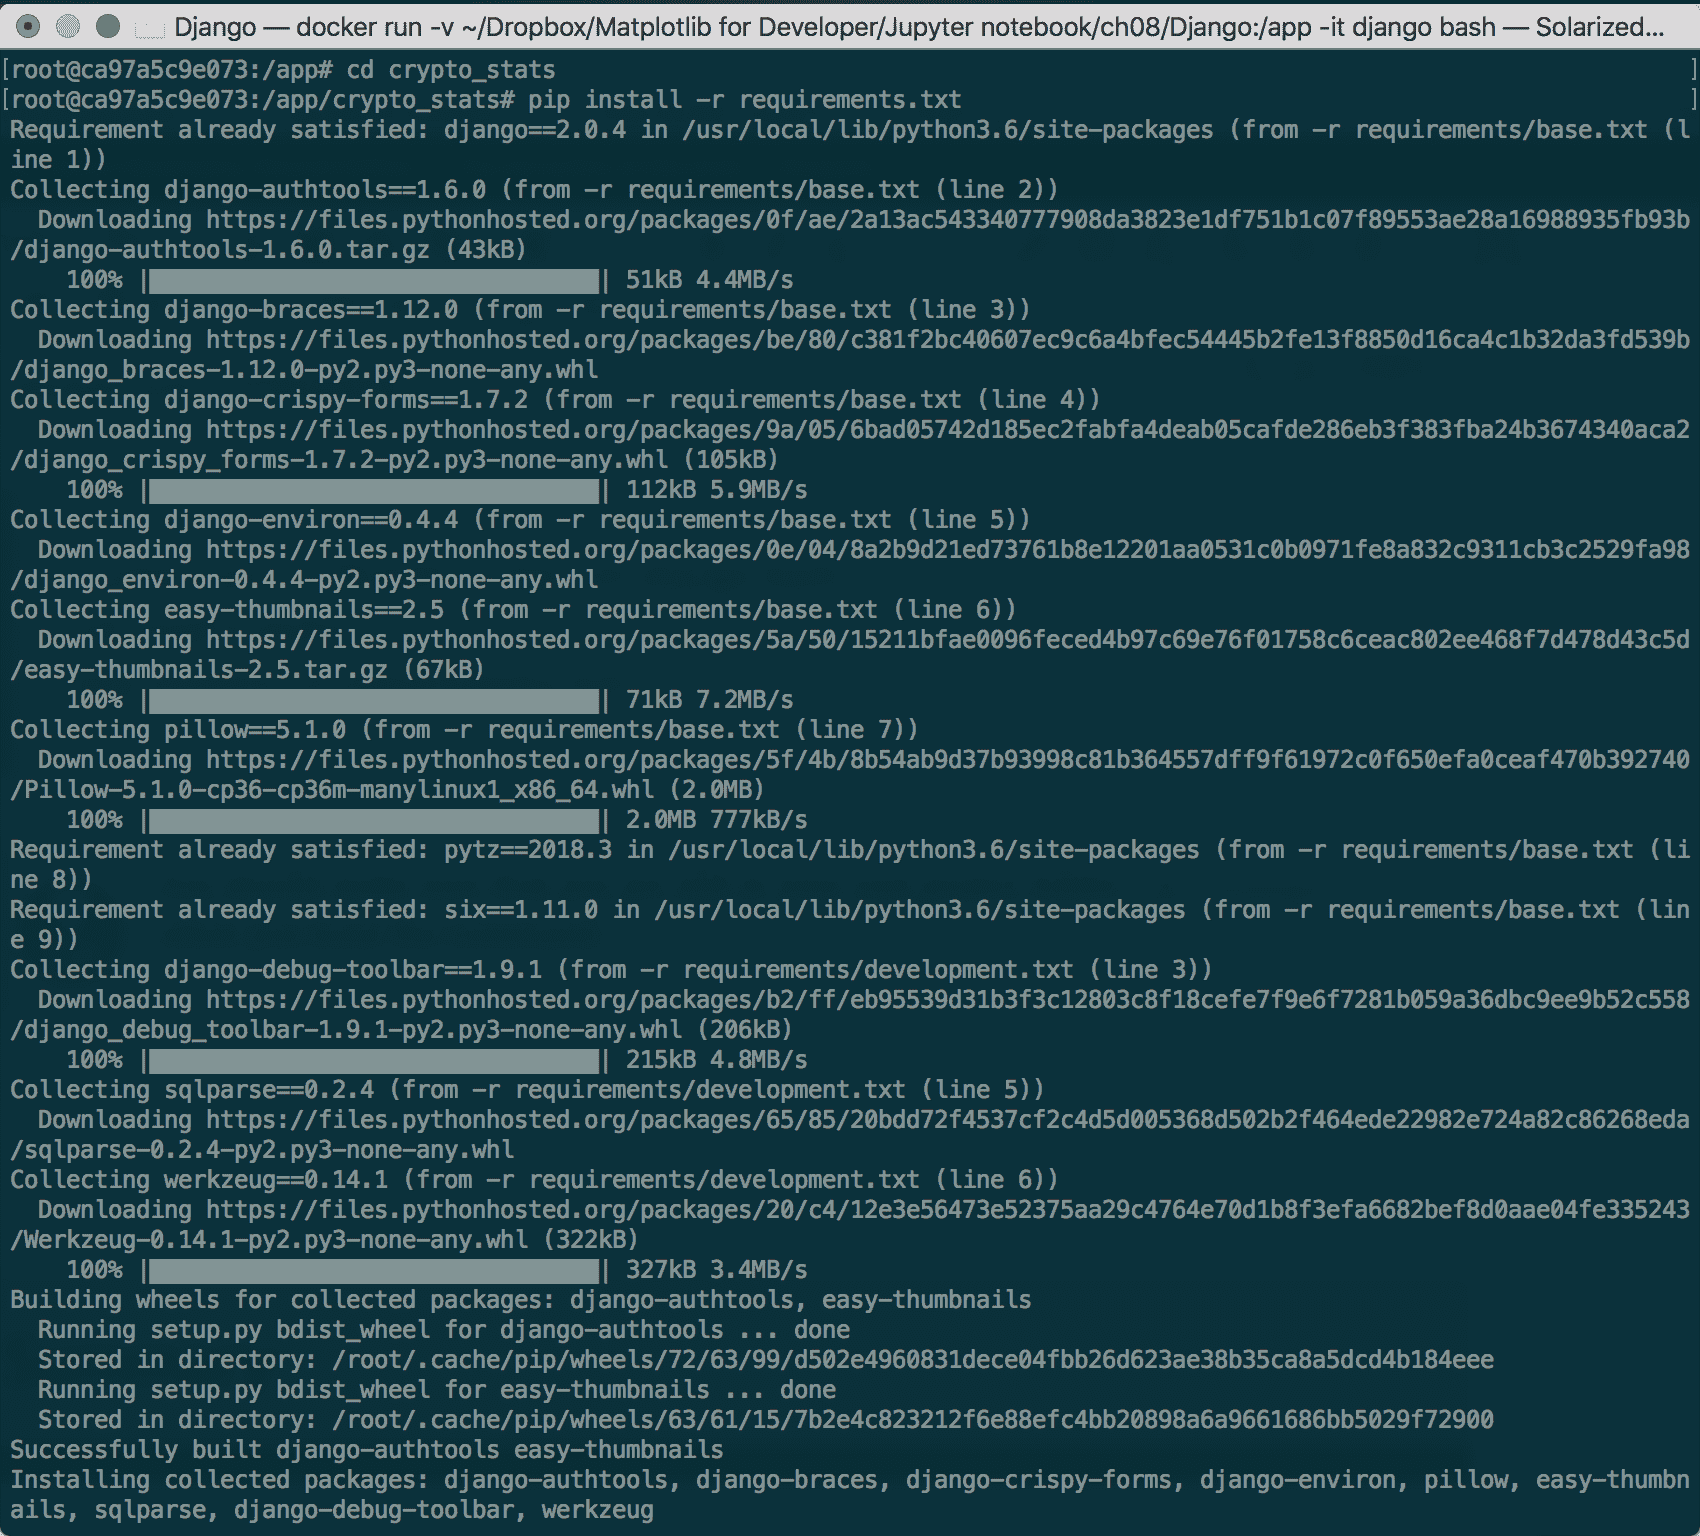 Django — docker run -v ~/Dropbox/Matplotlib for Developer/Jupyter notebook/ch08/Django:/app -it django bash — Solarized...
[root@ca97a5c9e073:/app# cd crypto_stats ]
[root@ca97a5c9e073:/app/crypto_stats# pip install -r requirements.txt ]
Requirement already satisfied: django==2.0.4 in /usr/local/lib/python3.6/site-packages (from -r requirements/base.txt (l
ine 1))
Collecting django-authtools==1.6.0 (from -r requirements/base.txt (line 2))
  Downloading https://files.pythonhosted.org/packages/0f/ae/2a13ac543340777908da3823e1df751b1c07f89553ae28a16988935fb93b
/django-authtools-1.6.0.tar.gz (43kB)
    100% |████████████████████████████████| 51kB 4.4MB/s
Collecting django-braces==1.12.0 (from -r requirements/base.txt (line 3))
  Downloading https://files.pythonhosted.org/packages/be/80/c381f2bc40607ec9c6a4bfec54445b2fe13f8850d16ca4c1b32da3fd539b
/django_braces-1.12.0-py2.py3-none-any.whl
Collecting django-crispy-forms==1.7.2 (from -r requirements/base.txt (line 4))
  Downloading https://files.pythonhosted.org/packages/9a/05/6bad05742d185ec2fabfa4deab05cafde286eb3f383fba24b3674340aca2
/django_crispy_forms-1.7.2-py2.py3-none-any.whl (105kB)
    100% |████████████████████████████████| 112kB 5.9MB/s
Collecting django-environ==0.4.4 (from -r requirements/base.txt (line 5))
  Downloading https://files.pythonhosted.org/packages/0e/04/8a2b9d21ed73761b8e12201aa0531c0b0971fe8a832c9311cb3c2529fa98
/django_environ-0.4.4-py2.py3-none-any.whl
Collecting easy-thumbnails==2.5 (from -r requirements/base.txt (line 6))
  Downloading https://files.pythonhosted.org/packages/5a/50/15211bfae0096feced4b97c69e76f01758c6ceac802ee468f7d478d43c5d
/easy-thumbnails-2.5.tar.gz (67kB)
    100% |████████████████████████████████| 71kB 7.2MB/s
Collecting pillow==5.1.0 (from -r requirements/base.txt (line 7))
  Downloading https://files.pythonhosted.org/packages/5f/4b/8b54ab9d37b93998c81b364557dff9f61972c0f650efa0ceaf470b392740
/Pillow-5.1.0-cp36-cp36m-manylinux1_x86_64.whl (2.0MB)
    100% |████████████████████████████████| 2.0MB 777kB/s
Requirement already satisfied: pytz==2018.3 in /usr/local/lib/python3.6/site-packages (from -r requirements/base.txt (li
ne 8))
Requirement already satisfied: six==1.11.0 in /usr/local/lib/python3.6/site-packages (from -r requirements/base.txt (lin
e 9))
Collecting django-debug-toolbar==1.9.1 (from -r requirements/development.txt (line 3))
  Downloading https://files.pythonhosted.org/packages/b2/ff/eb95539d31b3f3c12803c8f18cefe7f9e6f7281b059a36dbc9ee9b52c558
/django_debug_toolbar-1.9.1-py2.py3-none-any.whl (206kB)
    100% |████████████████████████████████| 215kB 4.8MB/s
Collecting sqlparse==0.2.4 (from -r requirements/development.txt (line 5))
  Downloading https://files.pythonhosted.org/packages/65/85/20bdd72f4537cf2c4d5d005368d502b2f464ede22982e724a82c86268eda
/sqlparse-0.2.4-py2.py3-none-any.whl
Collecting werkzeug==0.14.1 (from -r requirements/development.txt (line 6))
  Downloading https://files.pythonhosted.org/packages/20/c4/12e3e56473e52375aa29c4764e70d1b8f3efa6682bef8d0aae04fe335243
/Werkzeug-0.14.1-py2.py3-none-any.whl (322kB)
    100% |████████████████████████████████| 327kB 3.4MB/s
Building wheels for collected packages: django-authtools, easy-thumbnails
  Running setup.py bdist_wheel for django-authtools ... done
  Stored in directory: /root/.cache/pip/wheels/72/63/99/d502e4960831dece04fbb26d623ae38b35ca8a5dcd4b184eee
  Running setup.py bdist_wheel for easy-thumbnails ... done
  Stored in directory: /root/.cache/pip/wheels/63/61/15/7b2e4c823212f6e88efc4bb20898a6a9661686bb5029f72900
Successfully built django-authtools easy-thumbnails
Installing collected packages: django-authtools, django-braces, django-crispy-forms, django-environ, pillow, easy-thumbn
ails, sqlparse, django-debug-toolbar, werkzeug